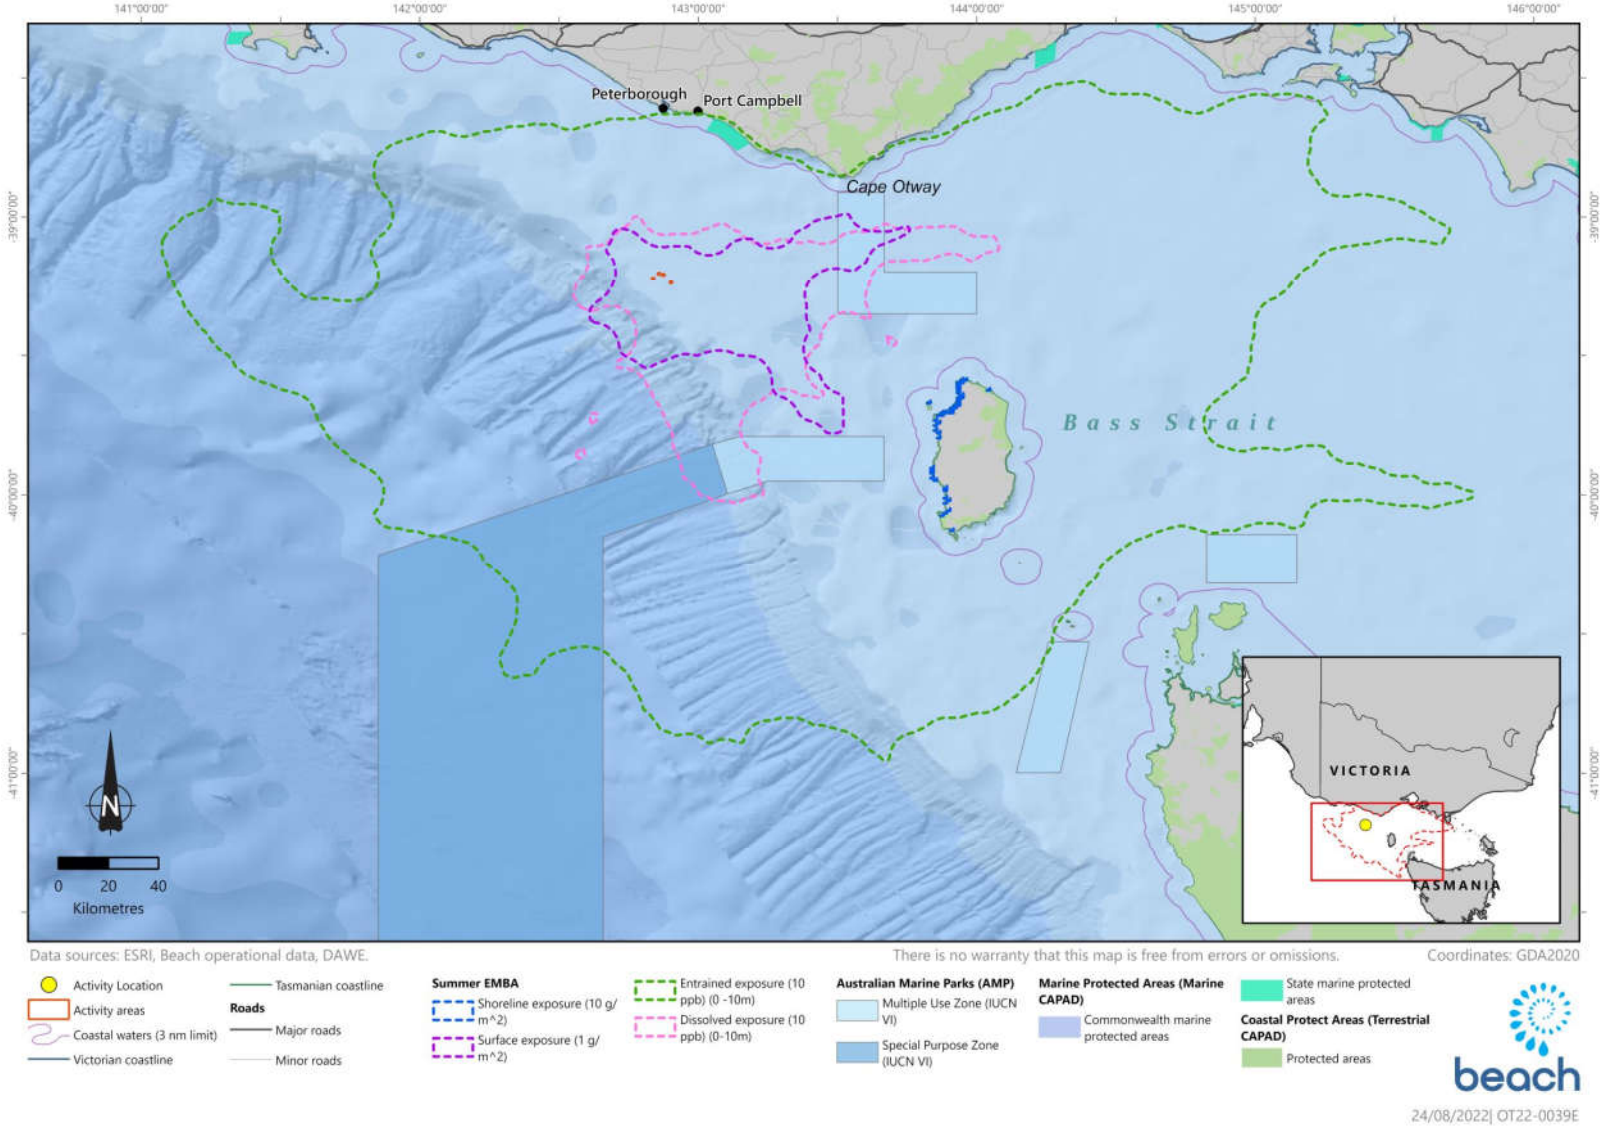 141°00'00" 142°00'00" 143°00'00" 144°00'00" 145°00'00" 146°00'00"
Peterborough
Port Campbell
Cape Otway
-39°00'00" -39°00'00"
Bass Strait
-40°00'00" -40°00'00"
-41°00'00" -41°00'00"
N
0 20 40
Kilometres
VICTORIA
TASMANIA
Data sources: ESRI, Beach operational data, DAWE.
There is no warranty that this map is free from errors or omissions.
Coordinates: GDA2020
Activity Location
Activity areas
Coastal waters (3 nm limit)
Victorian coastline
Tasmanian coastline
Roads
Major roads
Minor roads
Summer EMBA
Shoreline exposure (10 g/
m^2)
Surface exposure (1 g/
m^2)
Entrained exposure (10
ppb) (0 -10m)
Dissolved exposure (10
ppb) (0-10m)
Australian Marine Parks (AMP)
Multiple Use Zone (IUCN
VI)
Special Purpose Zone
(IUCN VI)
Marine Protected Areas (Marine
CAPAD)
Commonwealth marine
protected areas
State marine protected
areas
Coastal Protect Areas (Terrestrial
CAPAD)
Protected areas
beach
24/08/2022| OT22-0039E